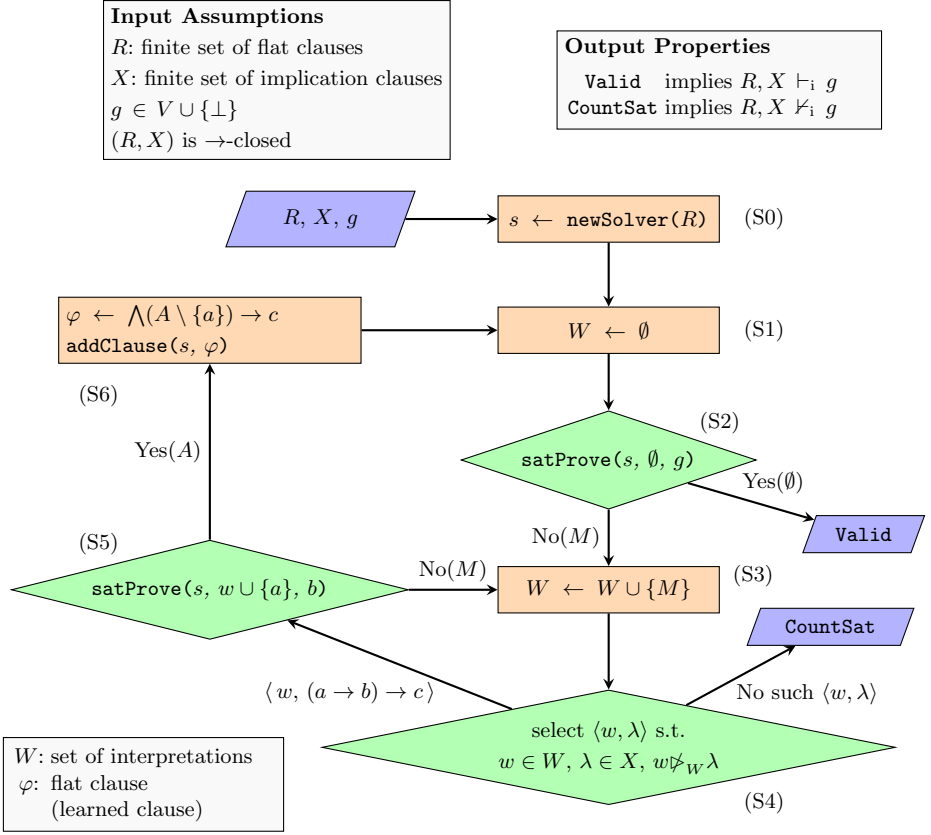 Input Assumptions
R: finite set of flat clauses
X: finite set of implication clauses
g ∈ V ∪ {⊥}
(R, X) is →-closed
Output Properties
Valid implies R, X ⊢i g
CountSat implies R, X ⊬i g
R, X, g
s ← newSolver(R)
(S0)
φ ← ⋀(A \ {a}) → c
addClause(s, φ)
W ← ∅
(S1)
(S6)
(S2)
Yes(A)
satProve(s, ∅, g)
Yes(∅)
Valid
No(M)
(S5)
satProve(s, w ∪ {a}, b)
No(M)
W ← W ∪ {M}
(S3)
CountSat
⟨ w, (a → b) → c ⟩
No such ⟨w, λ⟩
select ⟨w, λ⟩ s.t.
w ∈ W, λ ∈ X, w⋫W λ
(S4)
W: set of interpretations
φ: flat clause
(learned clause)